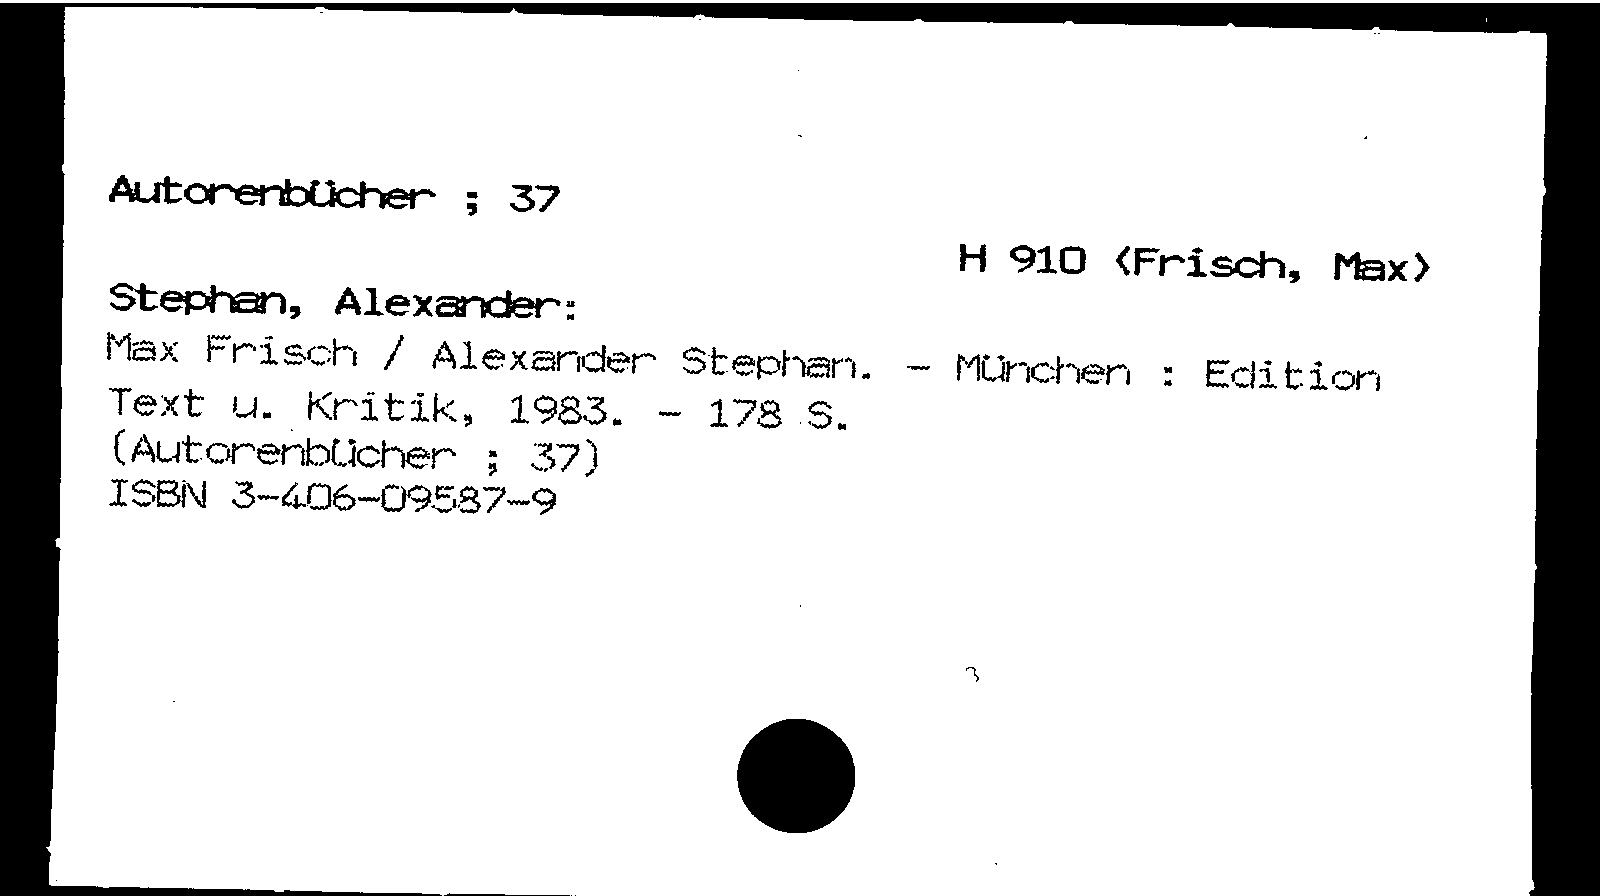 Autorenbücher ; 37
H 910 <Frisch, Max>
Stephan, Alexander:
Max Frisch / Alexander Stephan. - München : Edition
Text u. Kritik, 1983. - 178 S.
(Autorenbücher ; 37)
ISBN 3-406-09587-9